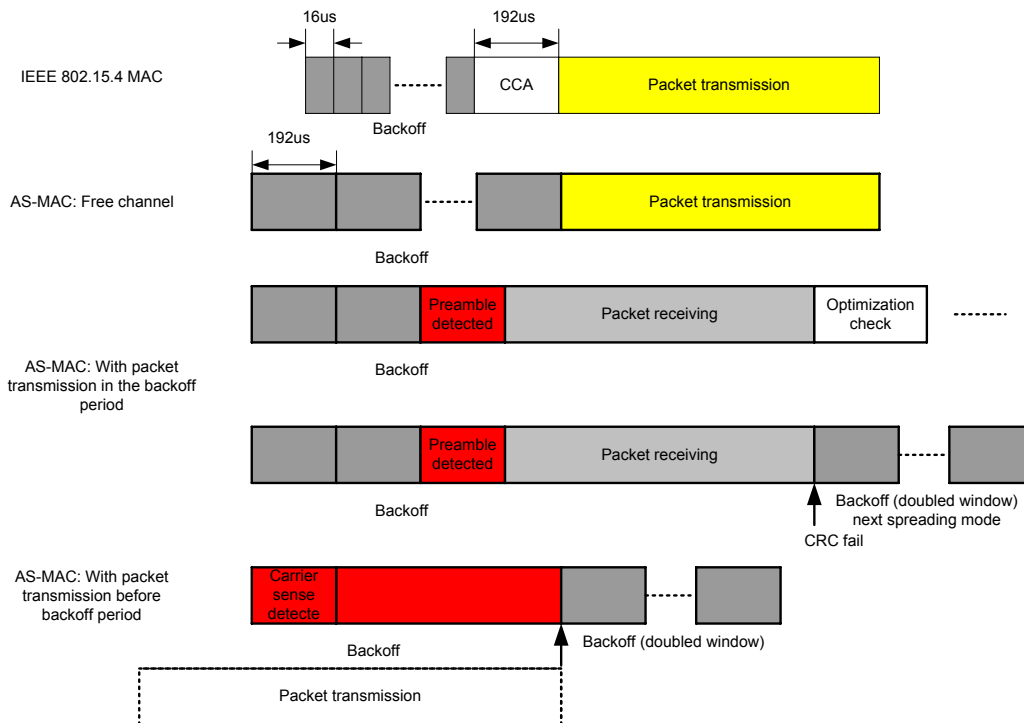 16us
192us
IEEE 802.15.4 MAC
CCA
Packet transmission
Backoff
192us
AS-MAC: Free channel
Packet transmission
Backoff
Preamble
detected
Packet receiving
Optimization
check
Backoff
AS-MAC: With packet
transmission in the backoff
period
Preamble
detected
Packet receiving
Backoff
Backoff (doubled window)
next spreading mode
CRC fail
AS-MAC: With packet
transmission before
backoff period
Carrier
sense
detecte
Backoff
Backoff (doubled window)
Packet transmission